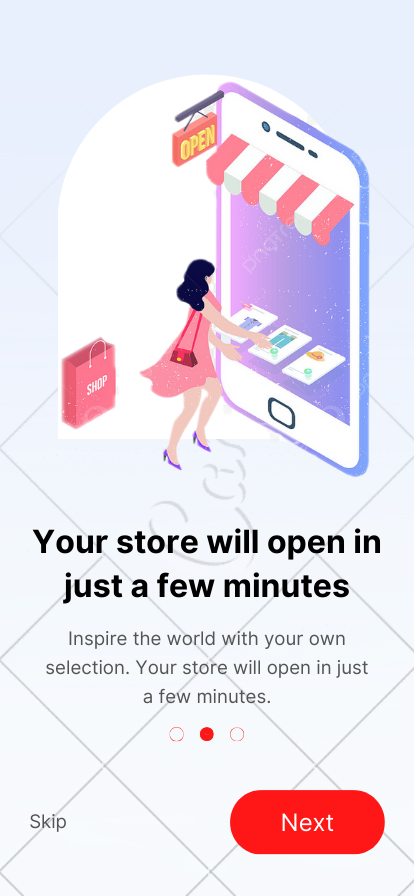 OPEN
SHOP
Your store will open in
just a few minutes
Inspire the world with your own
selection. Your store will open in just
a few minutes.
Skip
Next